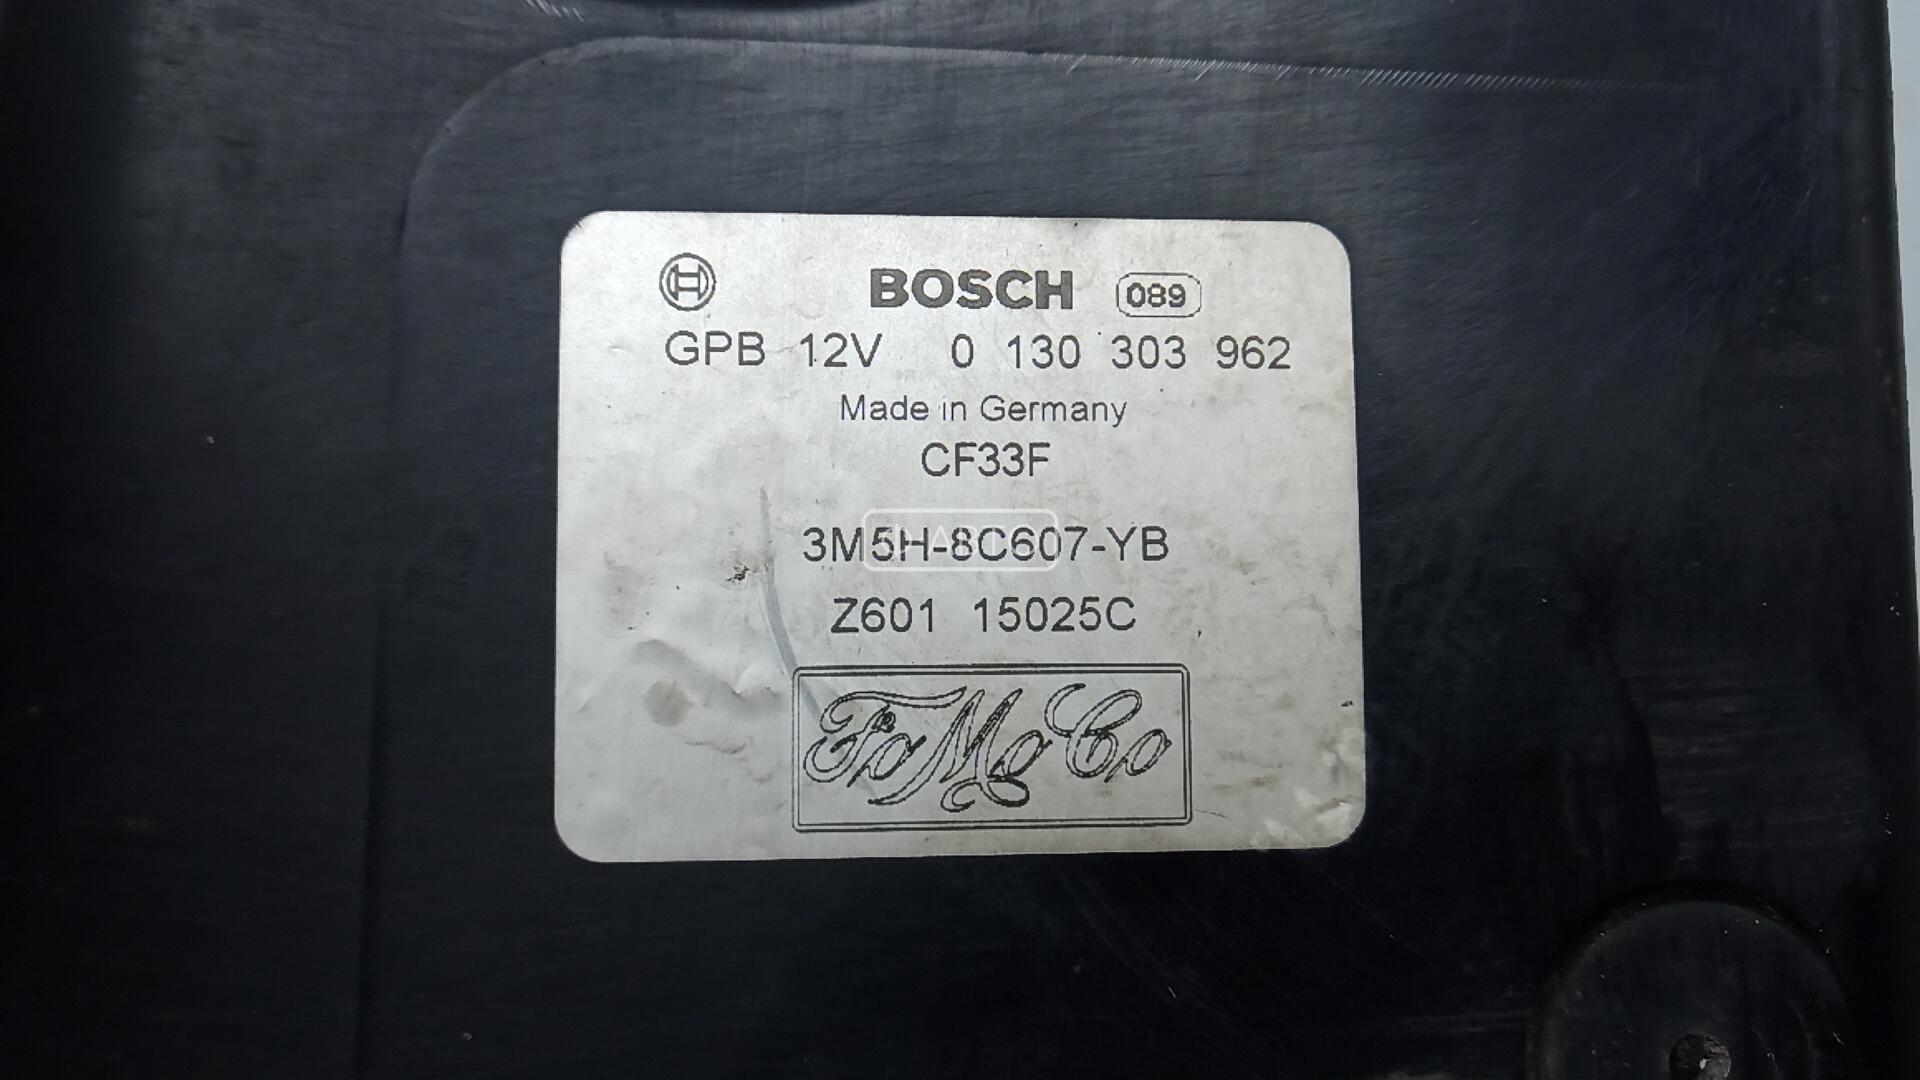 BOSCH 089
GPB 12V 0 130 303 962
Made in Germany
CF33F
3M5H-8C607-YB
Z601 15025C
FoMoCo